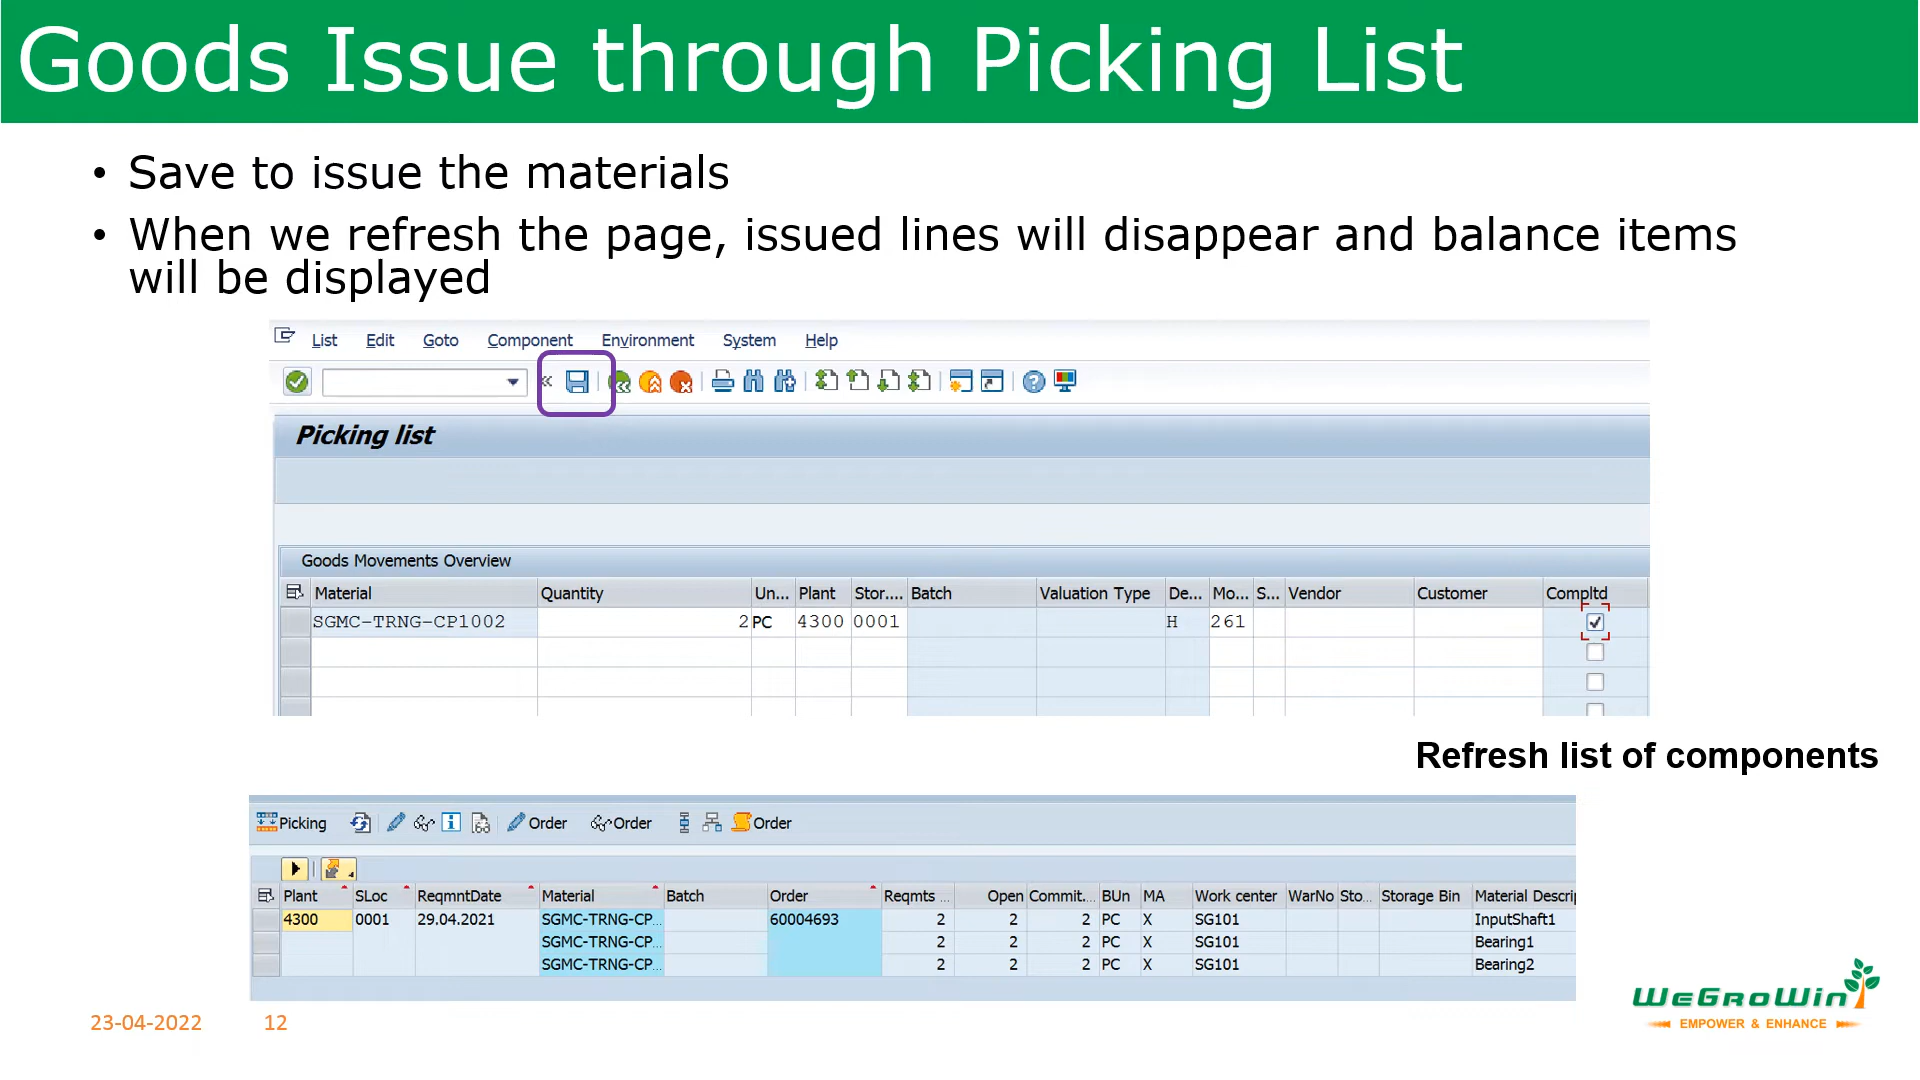 Goods Issue through Picking List
• Save to issue the materials
• When we refresh the page, issued lines will disappear and balance items
will be displayed
List Edit Goto Component Environment System Help
Picking list
Goods Movements Overview
Material Quantity Un... Plant Stor.... Batch Valuation Type De... Mo... S... Vendor Customer Compltd
SGMC-TRNG-CP1002 2 PC 4300 0001 H 261
Refresh list of components
Picking Order Order Order
Plant SLoc ReqmntDate Material Batch Order Reqmts ... Open Commit... BUn MA Work center WarNo Sto... Storage Bin Material Descrip
4300 0001 29.04.2021 SGMC-TRNG-CP... 60004693 2 2 2 PC X SG101 InputShaft1
SGMC-TRNG-CP... 2 2 2 PC X SG101 Bearing1
SGMC-TRNG-CP... 2 2 2 PC X SG101 Bearing2
WeGroWin
EMPOWER & ENHANCE
23-04-2022 12